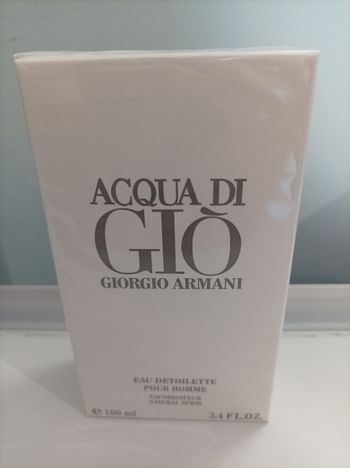 ACQUA DI
GIÒ
GIORGIO ARMANI
EAU DETOILETTE
POUR HOMME
VAPORISATEUR
NATURAL SPRAY
℮ 100 ml
3.4 FL.OZ